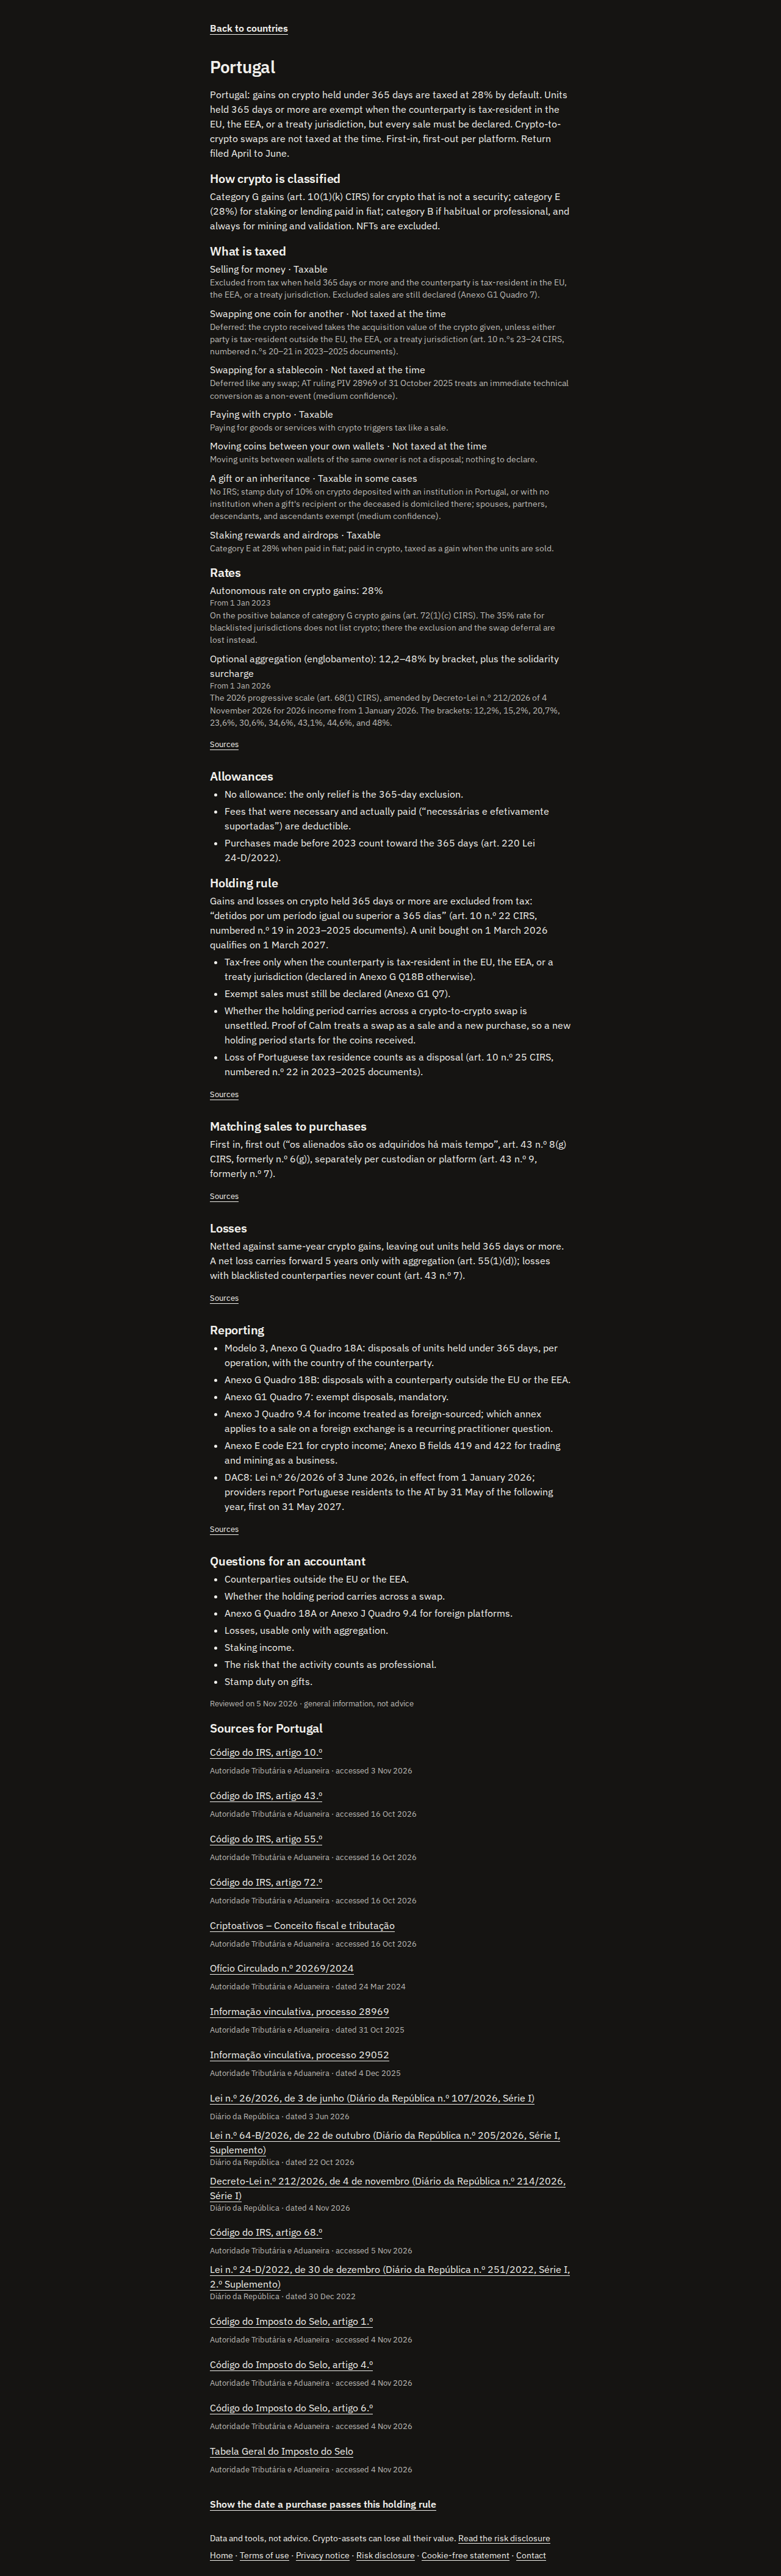 Back to countries
Portugal
Portugal: gains on crypto held under 365 days are taxed at 28% by default. Units
held 365 days or more are exempt when the counterparty is tax-resident in the
EU, the EEA, or a treaty jurisdiction, but every sale must be declared. Crypto-to-
crypto swaps are not taxed at the time. First-in, first-out per platform. Return
filed April to June.
How crypto is classified
Category G gains (art. 10(1)(k) CIRS) for crypto that is not a security; category E
(28%) for staking or lending paid in fiat; category B if habitual or professional, and
always for mining and validation. NFTs are excluded.
What is taxed
Selling for money · Taxable
Excluded from tax when held 365 days or more and the counterparty is tax-resident in the EU,
the EEA, or a treaty jurisdiction. Excluded sales are still declared (Anexo G1 Quadro 7).
Swapping one coin for another · Not taxed at the time
Deferred: the crypto received takes the acquisition value of the crypto given, unless either
party is tax-resident outside the EU, the EEA, or a treaty jurisdiction (art. 10 n.ºs 23–24 CIRS,
numbered n.ºs 20–21 in 2023–2025 documents).
Swapping for a stablecoin · Not taxed at the time
Deferred like any swap; AT ruling PIV 28969 of 31 October 2025 treats an immediate technical
conversion as a non-event (medium confidence).
Paying with crypto · Taxable
Paying for goods or services with crypto triggers tax like a sale.
Moving coins between your own wallets · Not taxed at the time
Moving units between wallets of the same owner is not a disposal; nothing to declare.
A gift or an inheritance · Taxable in some cases
No IRS; stamp duty of 10% on crypto deposited with an institution in Portugal, or with no
institution when a gift's recipient or the deceased is domiciled there; spouses, partners,
descendants, and ascendants exempt (medium confidence).
Staking rewards and airdrops · Taxable
Category E at 28% when paid in fiat; paid in crypto, taxed as a gain when the units are sold.
Rates
Autonomous rate on crypto gains: 28%
From 1 Jan 2023
On the positive balance of category G crypto gains (art. 72(1)(c) CIRS). The 35% rate for
blacklisted jurisdictions does not list crypto; there the exclusion and the swap deferral are
lost instead.
Optional aggregation (englobamento): 12,2–48% by bracket, plus the solidarity
surcharge
From 1 Jan 2026
The 2026 progressive scale (art. 68(1) CIRS), amended by Decreto-Lei n.º 212/2026 of 4
November 2026 for 2026 income from 1 January 2026. The brackets: 12,2%, 15,2%, 20,7%,
23,6%, 30,6%, 34,6%, 43,1%, 44,6%, and 48%.
Sources
Allowances
• No allowance: the only relief is the 365-day exclusion.
• Fees that were necessary and actually paid (“necessárias e efetivamente
suportadas”) are deductible.
• Purchases made before 2023 count toward the 365 days (art. 220 Lei
24-D/2022).
Holding rule
Gains and losses on crypto held 365 days or more are excluded from tax:
“detidos por um período igual ou superior a 365 dias” (art. 10 n.º 22 CIRS,
numbered n.º 19 in 2023–2025 documents). A unit bought on 1 March 2026
qualifies on 1 March 2027.
• Tax-free only when the counterparty is tax-resident in the EU, the EEA, or a
treaty jurisdiction (declared in Anexo G Q18B otherwise).
• Exempt sales must still be declared (Anexo G1 Q7).
• Whether the holding period carries across a crypto-to-crypto swap is
unsettled. Proof of Calm treats a swap as a sale and a new purchase, so a new
holding period starts for the coins received.
• Loss of Portuguese tax residence counts as a disposal (art. 10 n.º 25 CIRS,
numbered n.º 22 in 2023–2025 documents).
Sources
Matching sales to purchases
First in, first out (“os alienados são os adquiridos há mais tempo”, art. 43 n.º 8(g)
CIRS, formerly n.º 6(g)), separately per custodian or platform (art. 43 n.º 9,
formerly n.º 7).
Sources
Losses
Netted against same-year crypto gains, leaving out units held 365 days or more.
A net loss carries forward 5 years only with aggregation (art. 55(1)(d)); losses
with blacklisted counterparties never count (art. 43 n.º 7).
Sources
Reporting
• Modelo 3, Anexo G Quadro 18A: disposals of units held under 365 days, per
operation, with the country of the counterparty.
• Anexo G Quadro 18B: disposals with a counterparty outside the EU or the EEA.
• Anexo G1 Quadro 7: exempt disposals, mandatory.
• Anexo J Quadro 9.4 for income treated as foreign-sourced; which annex
applies to a sale on a foreign exchange is a recurring practitioner question.
• Anexo E code E21 for crypto income; Anexo B fields 419 and 422 for trading
and mining as a business.
• DAC8: Lei n.º 26/2026 of 3 June 2026, in effect from 1 January 2026;
providers report Portuguese residents to the AT by 31 May of the following
year, first on 31 May 2027.
Sources
Questions for an accountant
• Counterparties outside the EU or the EEA.
• Whether the holding period carries across a swap.
• Anexo G Quadro 18A or Anexo J Quadro 9.4 for foreign platforms.
• Losses, usable only with aggregation.
• Staking income.
• The risk that the activity counts as professional.
• Stamp duty on gifts.
Reviewed on 5 Nov 2026 · general information, not advice
Sources for Portugal
Código do IRS, artigo 10.º
Autoridade Tributária e Aduaneira · accessed 3 Nov 2026
Código do IRS, artigo 43.º
Autoridade Tributária e Aduaneira · accessed 16 Oct 2026
Código do IRS, artigo 55.º
Autoridade Tributária e Aduaneira · accessed 16 Oct 2026
Código do IRS, artigo 72.º
Autoridade Tributária e Aduaneira · accessed 16 Oct 2026
Criptoativos – Conceito fiscal e tributação
Autoridade Tributária e Aduaneira · accessed 16 Oct 2026
Ofício Circulado n.º 20269/2024
Autoridade Tributária e Aduaneira · dated 24 Mar 2024
Informação vinculativa, processo 28969
Autoridade Tributária e Aduaneira · dated 31 Oct 2025
Informação vinculativa, processo 29052
Autoridade Tributária e Aduaneira · dated 4 Dec 2025
Lei n.º 26/2026, de 3 de junho (Diário da República n.º 107/2026, Série I)
Diário da República · dated 3 Jun 2026
Lei n.º 64-B/2026, de 22 de outubro (Diário da República n.º 205/2026, Série I,
Suplemento)
Diário da República · dated 22 Oct 2026
Decreto-Lei n.º 212/2026, de 4 de novembro (Diário da República n.º 214/2026,
Série I)
Diário da República · dated 4 Nov 2026
Código do IRS, artigo 68.º
Autoridade Tributária e Aduaneira · accessed 5 Nov 2026
Lei n.º 24-D/2022, de 30 de dezembro (Diário da República n.º 251/2022, Série I,
2.º Suplemento)
Diário da República · dated 30 Dec 2022
Código do Imposto do Selo, artigo 1.º
Autoridade Tributária e Aduaneira · accessed 4 Nov 2026
Código do Imposto do Selo, artigo 4.º
Autoridade Tributária e Aduaneira · accessed 4 Nov 2026
Código do Imposto do Selo, artigo 6.º
Autoridade Tributária e Aduaneira · accessed 4 Nov 2026
Tabela Geral do Imposto do Selo
Autoridade Tributária e Aduaneira · accessed 4 Nov 2026
Show the date a purchase passes this holding rule
Data and tools, not advice. Crypto-assets can lose all their value. Read the risk disclosure
Home · Terms of use · Privacy notice · Risk disclosure · Cookie-free statement · Contact